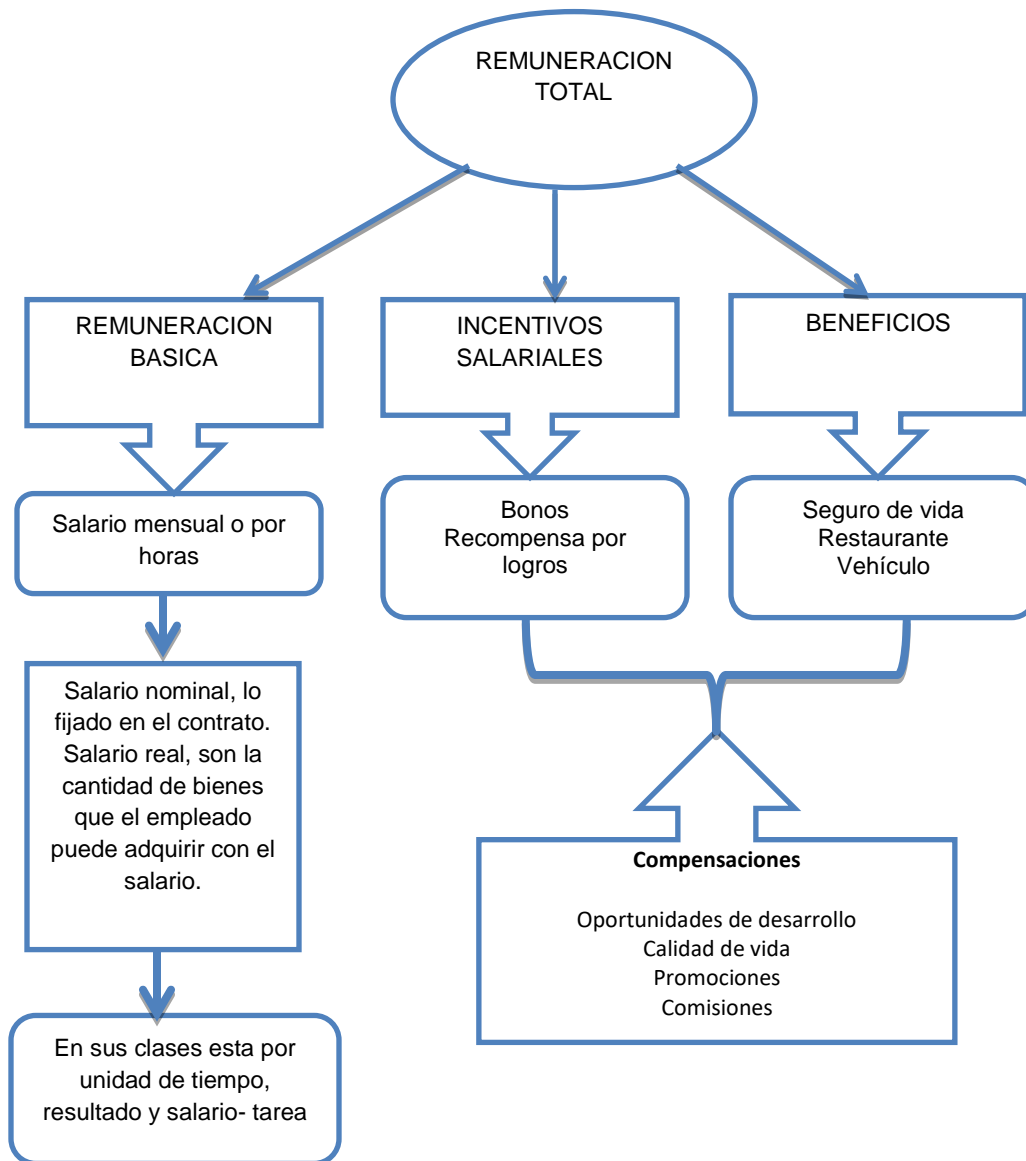 REMUNERACION
TOTAL
REMUNERACION
BASICA
INCENTIVOS
SALARIALES
BENEFICIOS
Salario mensual o por
horas
Bonos
Recompensa por
logros
Seguro de vida
Restaurante
Vehículo
Salario nominal, lo
fijado en el contrato.
Salario real, son la
cantidad de bienes
que el empleado
puede adquirir con el
salario.
Compensaciones
Oportunidades de desarrollo
Calidad de vida
Promociones
Comisiones
En sus clases esta por
unidad de tiempo,
resultado y salario- tarea